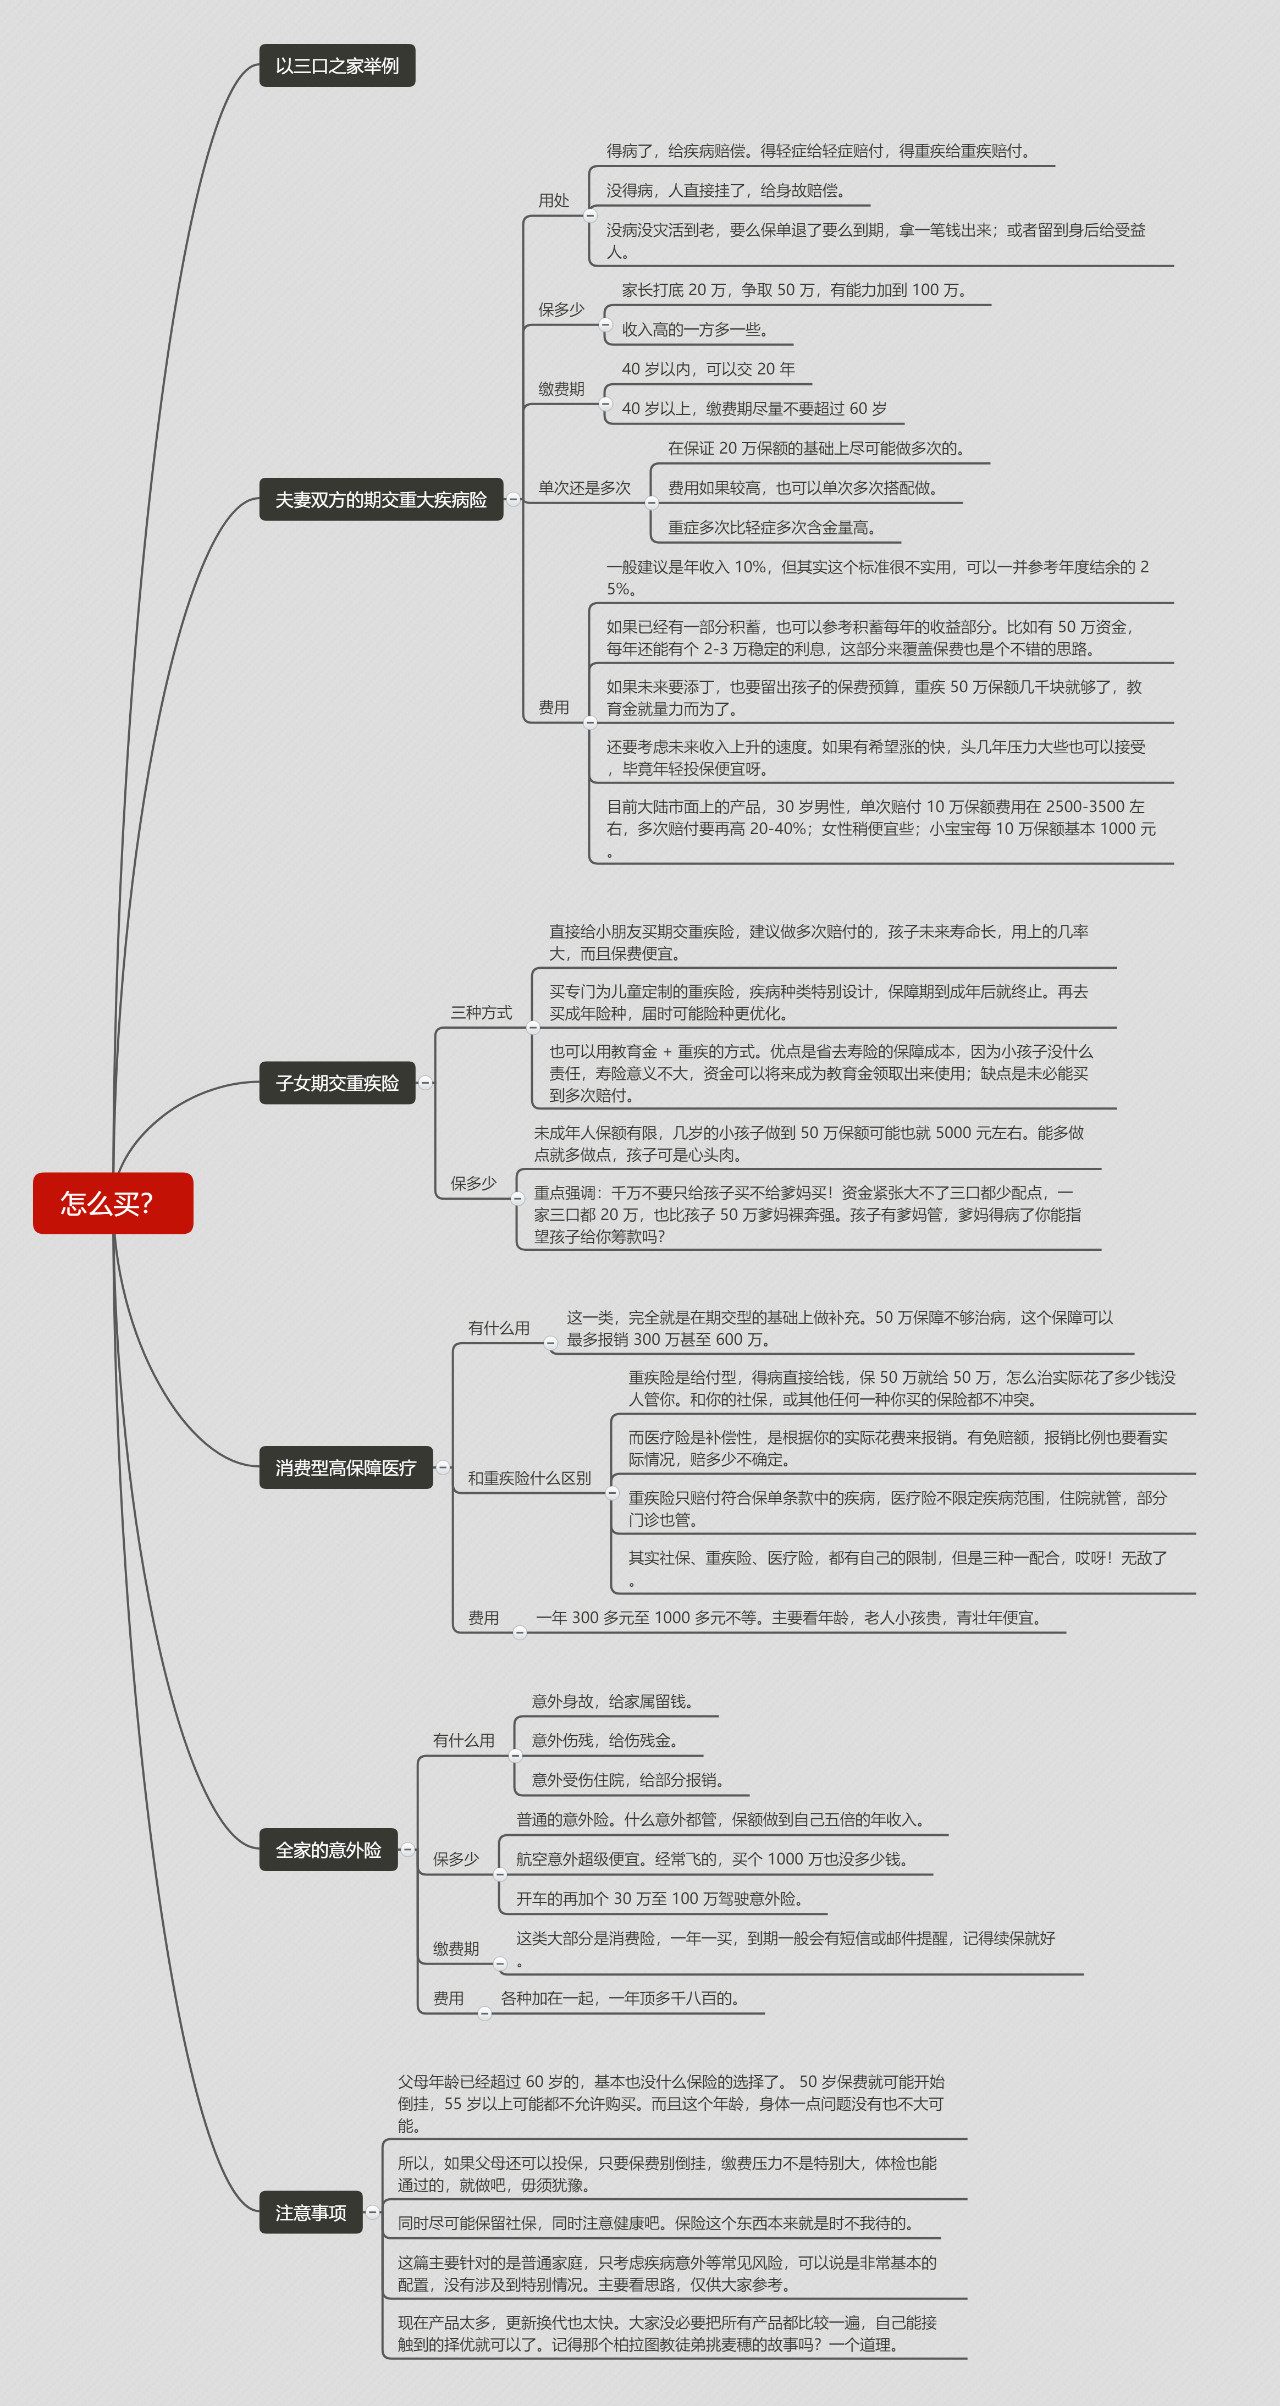 以三口之家举例
得病了，给疾病赔偿。得轻症给轻症赔付，得重疾给重疾赔付。
用处
没得病，人直接挂了，给身故赔偿。
没病没灾活到老，要么保单退了要么到期，拿一笔钱出来；或者留到身后给受益
人。
家长打底 20 万，争取 50 万，有能力加到 100 万。
保多少
收入高的一方多一些。
40 岁以内，可以交 20 年
缴费期
40 岁以上，缴费期尽量不要超过 60 岁
在保证 20 万保额的基础上尽可能做多次的。
夫妻双方的期交重大疾病险
单次还是多次
费用如果较高，也可以单次多次搭配做。
重症多次比轻症多次含金量高。
一般建议是年收入 10%，但其实这个标准很不实用，可以一并参考年度结余的 2
5%。
如果已经有一部分积蓄，也可以参考积蓄每年的收益部分。比如有 50 万资金，
每年还能有个 2-3 万稳定的利息，这部分来覆盖保费也是个不错的思路。
如果未来要添丁，也要留出孩子的保费预算，重疾 50 万保额几千块就够了，教
育金就量力而为了。
费用
还要考虑未来收入上升的速度。如果有希望涨的快，头几年压力大些也可以接受
，毕竟年轻投保便宜呀。
目前大陆市面上的产品，30 岁男性，单次赔付 10 万保额费用在 2500-3500 左
右，多次赔付要再高 20-40%；女性稍便宜些；小宝宝每 10 万保额基本 1000 元
。
直接给小朋友买期交重疾险，建议做多次赔付的，孩子未来寿命长，用上的几率
大，而且保费便宜。
三种方式
买专门为儿童定制的重疾险，疾病种类特别设计，保障期到成年后就终止。再去
买成年险种，届时可能险种更优化。
也可以用教育金 + 重疾的方式。优点是省去寿险的保障成本，因为小孩子没什么
责任，寿险意义不大，资金可以将来成为教育金领取出来使用；缺点是未必能买
到多次赔付。
子女期交重疾险
未成年人保额有限，几岁的小孩子做到 50 万保额可能也就 5000 元左右。能多做
点就多做点，孩子可是心头肉。
保多少
重点强调：千万不要只给孩子买不给爹妈买！资金紧张大不了三口都少配点，一
家三口都 20 万，也比孩子 50 万爹妈裸奔强。孩子有爹妈管，爹妈得病了你能指
望孩子给你筹款吗？
怎么买？
有什么用
这一类，完全就是在期交型的基础上做补充。50 万保障不够治病，这个保障可以
最多报销 300 万甚至 600 万。
重疾险是给付型，得病直接给钱，保 50 万就给 50 万，怎么治实际花了多少钱没
人管你。和你的社保，或其他任何一种你买的保险都不冲突。
而医疗险是补偿性，是根据你的实际花费来报销。有免赔额，报销比例也要看实
际情况，赔多少不确定。
消费型高保障医疗
和重疾险什么区别
重疾险只赔付符合保单条款中的疾病，医疗险不限定疾病范围，住院就管，部分
门诊也管。
其实社保、重疾险、医疗险，都有自己的限制，但是三种一配合，哎呀！无敌了
。
费用
一年 300 多元至 1000 多元不等。主要看年龄，老人小孩贵，青壮年便宜。
意外身故，给家属留钱。
有什么用
意外伤残，给伤残金。
意外受伤住院，给部分报销。
普通的意外险。什么意外都管，保额做到自己五倍的年收入。
全家的意外险
保多少
航空意外超级便宜。经常飞的，买个 1000 万也没多少钱。
开车的再加个 30 万至 100 万驾驶意外险。
缴费期
这类大部分是消费险，一年一买，到期一般会有短信或邮件提醒，记得续保就好
。
费用
各种加在一起，一年顶多千八百的。
父母年龄已经超过 60 岁的，基本也没什么保险的选择了。 50 岁保费就可能开始
倒挂，55 岁以上可能都不允许购买。而且这个年龄，身体一点问题没有也不大可
能。
所以，如果父母还可以投保，只要保费别倒挂，缴费压力不是特别大，体检也能
通过的，就做吧，毋须犹豫。
注意事项
同时尽可能保留社保，同时注意健康吧。保险这个东西本来就是时不我待的。
这篇主要针对的是普通家庭，只考虑疾病意外等常见风险，可以说是非常基本的
配置，没有涉及到特别情况。主要看思路，仅供大家参考。
现在产品太多，更新换代也太快。大家没必要把所有产品都比较一遍，自己能接
触到的择优就可以了。记得那个柏拉图教徒弟挑麦穗的故事吗？一个道理。